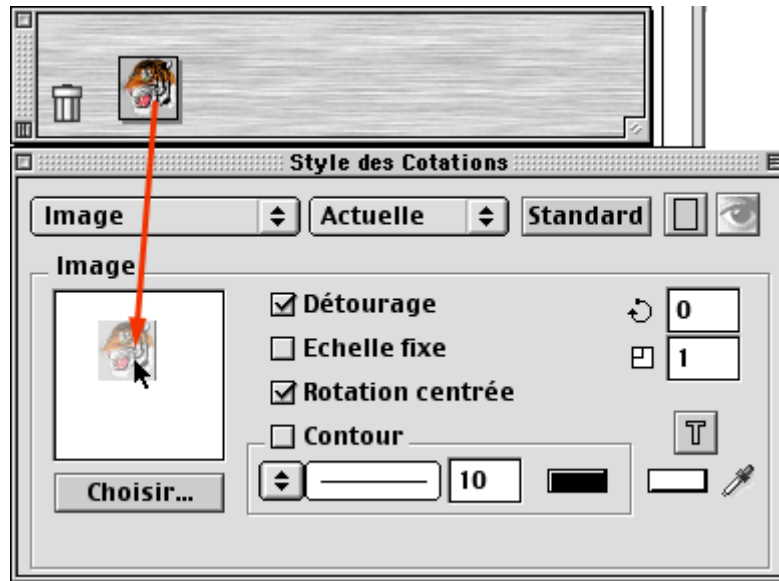 Style des Cotations
Image Actuelle Standard
Image
Détourage 0
Echelle fixe 1
Rotation centrée
Contour T
Choisir... 10